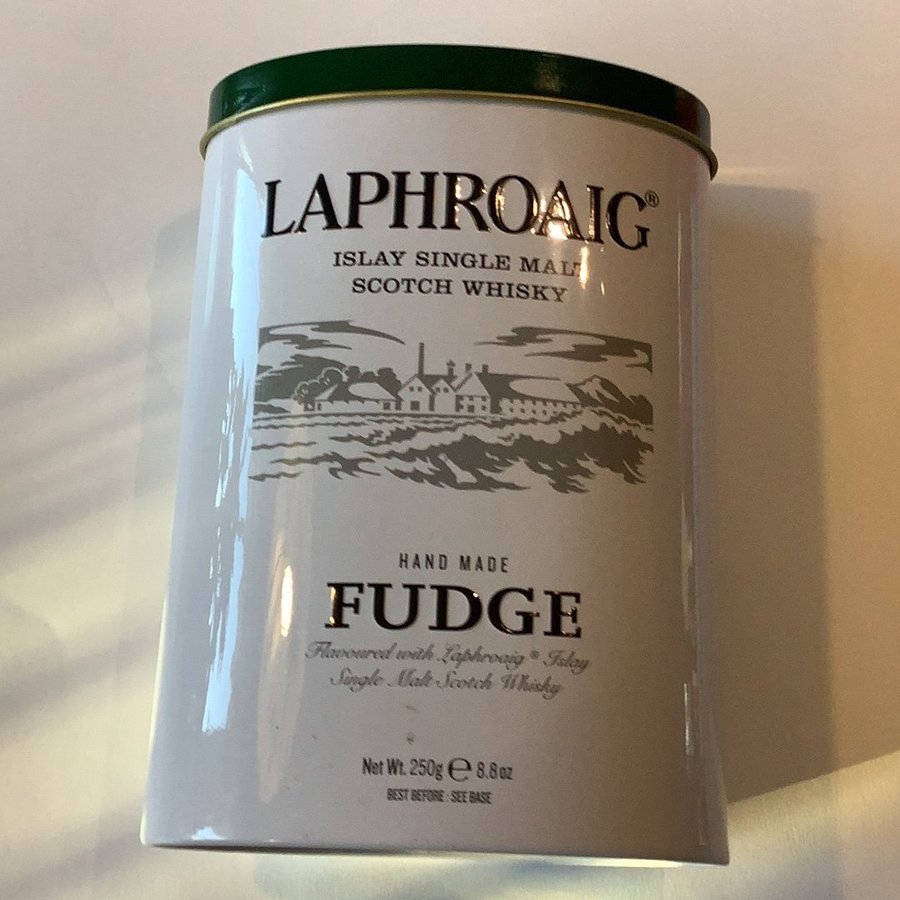 LAPHROAIG®
ISLAY SINGLE MALT
SCOTCH WHISKY
HAND MADE
FUDGE
Flavoured with Laphroaig® Islay
Single Malt Scotch Whisky
Net Wt. 250g ℮ 8.8oz
BEST BEFORE : SEE BASE